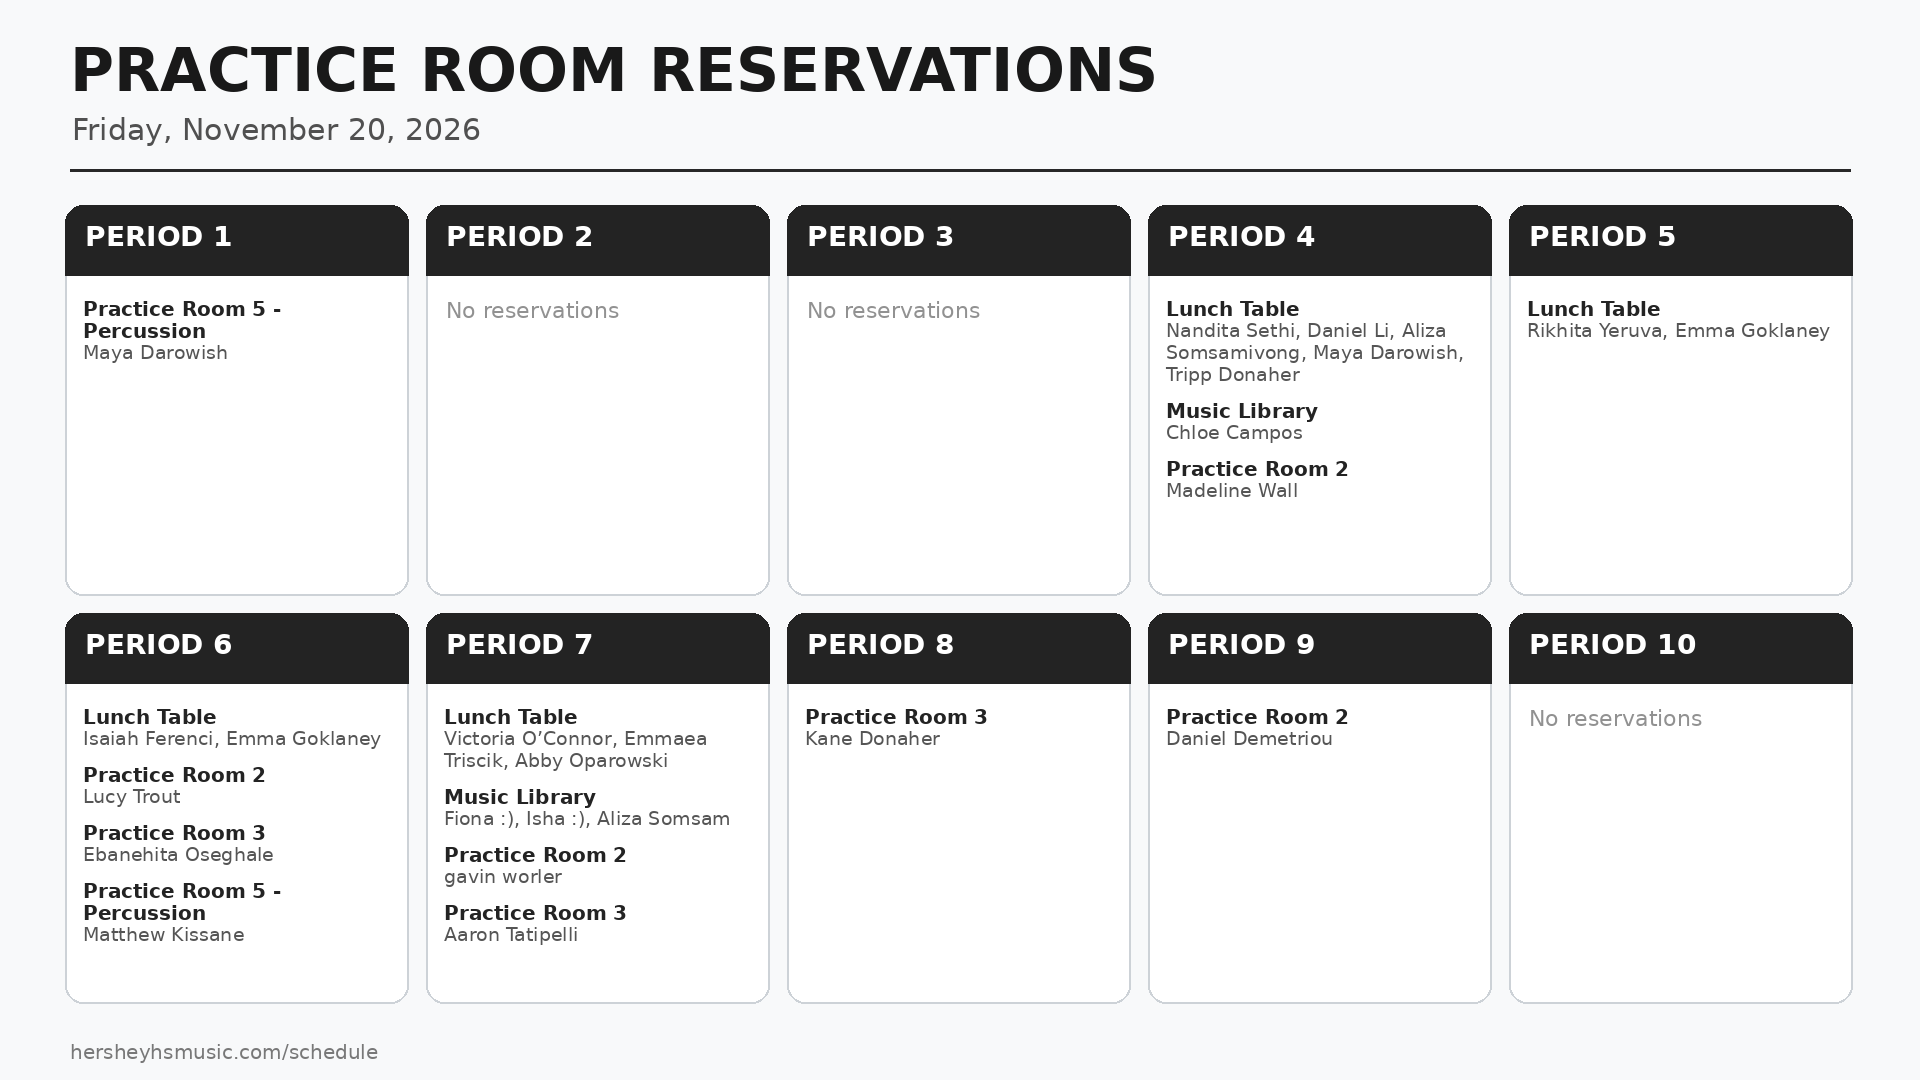 PRACTICE ROOM RESERVATIONS
Friday, November 20, 2026
PERIOD 1
Practice Room 5 -
Percussion
Maya Darowish
PERIOD 2
No reservations
PERIOD 3
No reservations
PERIOD 4
Lunch Table
Nandita Sethi, Daniel Li, Aliza
Somsamivong, Maya Darowish,
Tripp Donaher
Music Library
Chloe Campos
Practice Room 2
Madeline Wall
PERIOD 5
Lunch Table
Rikhita Yeruva, Emma Goklaney
PERIOD 6
Lunch Table
Isaiah Ferenci, Emma Goklaney
Practice Room 2
Lucy Trout
Practice Room 3
Ebanehita Oseghale
Practice Room 5 -
Percussion
Matthew Kissane
PERIOD 7
Lunch Table
Victoria O’Connor, Emmaea
Triscik, Abby Oparowski
Music Library
Fiona :), Isha :), Aliza Somsam
Practice Room 2
gavin worler
Practice Room 3
Aaron Tatipelli
PERIOD 8
Practice Room 3
Kane Donaher
PERIOD 9
Practice Room 2
Daniel Demetriou
PERIOD 10
No reservations
hersheyhsmusic.com/schedule